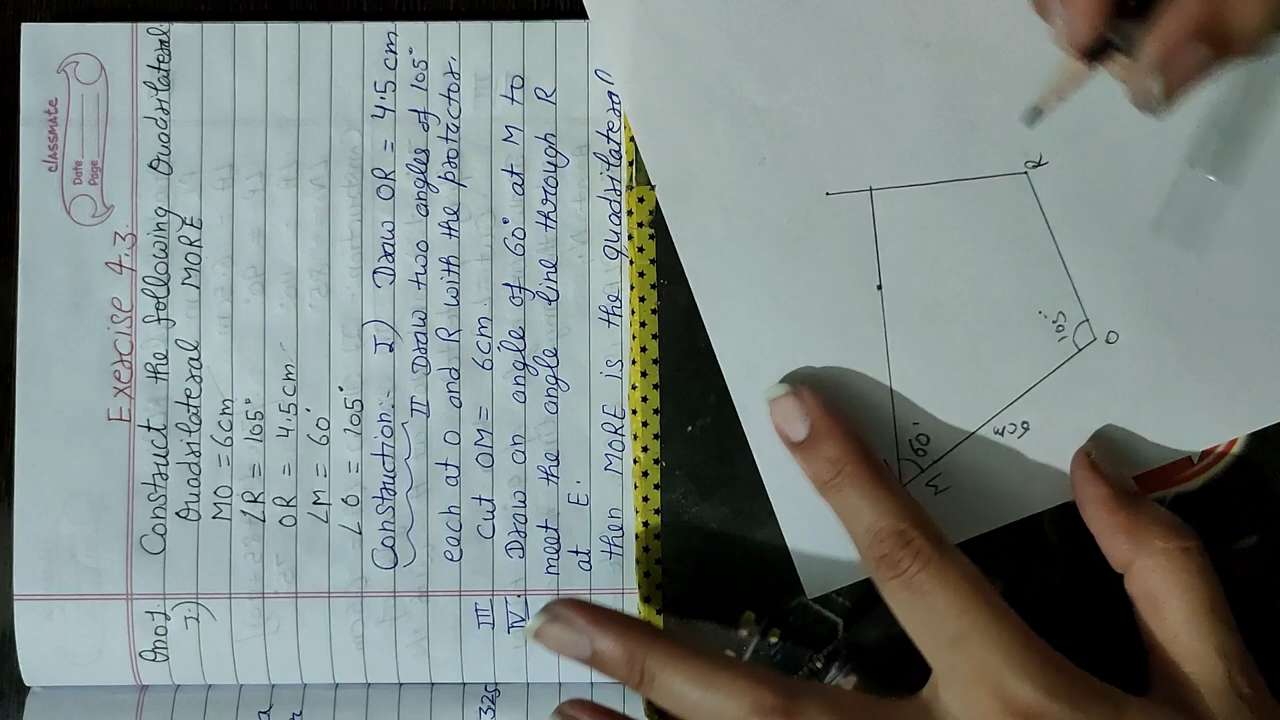 classmate
Date
Page
Exercise 4.3
Qno1. Construct the following Quadrilateral.
I) Quadrilateral MORE
MO = 6cm
∠R = 105°
OR = 4.5cm
∠M = 60°
∠O = 105°
Construction:- I) Draw OR = 4.5cm
II Draw two angles of 105°
each at O and R with the protactor.
III Cut OM = 6cm.
IV. Draw an angle of 60° at M to
meet the angle line through R
at E.
then MORE is the quadrilateral
R
105°
O
6cm
60°
M